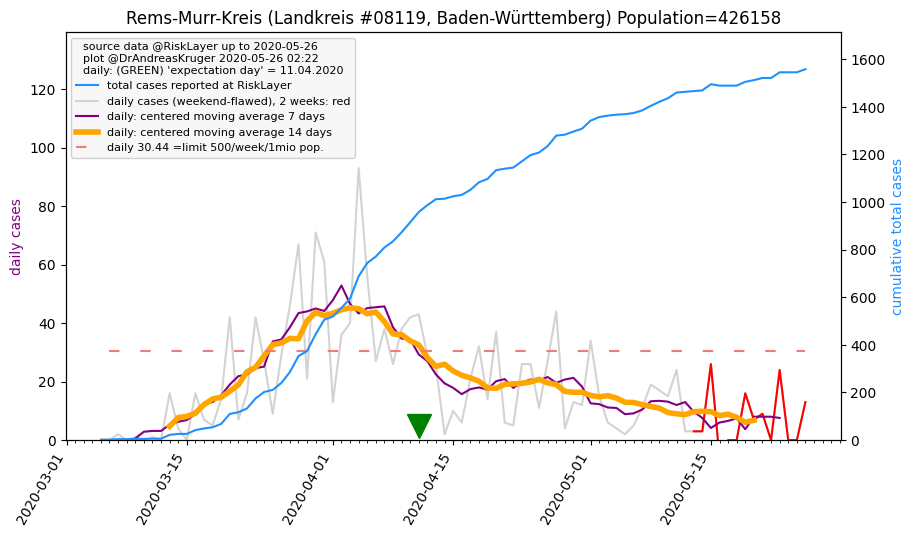 Rems-Murr-Kreis (Landkreis #08119, Baden-Württemberg) Population=426158
source data @RiskLayer up to 2020-05-26
plot @DrAndreasKruger 2020-05-26 02:22
daily: (GREEN) 'expectation day' = 11.04.2020
total cases reported at RiskLayer
daily cases (weekend-flawed), 2 weeks: red
daily: centered moving average 7 days
daily: centered moving average 14 days
daily 30.44 =limit 500/week/1mio pop.
daily cases
120
100
80
60
40
20
0
1600
1400
1200
1000
800
600
400
200
0
cumulative total cases
2020-03-01
2020-03-15
2020-04-01
2020-04-15
2020-05-01
2020-05-15